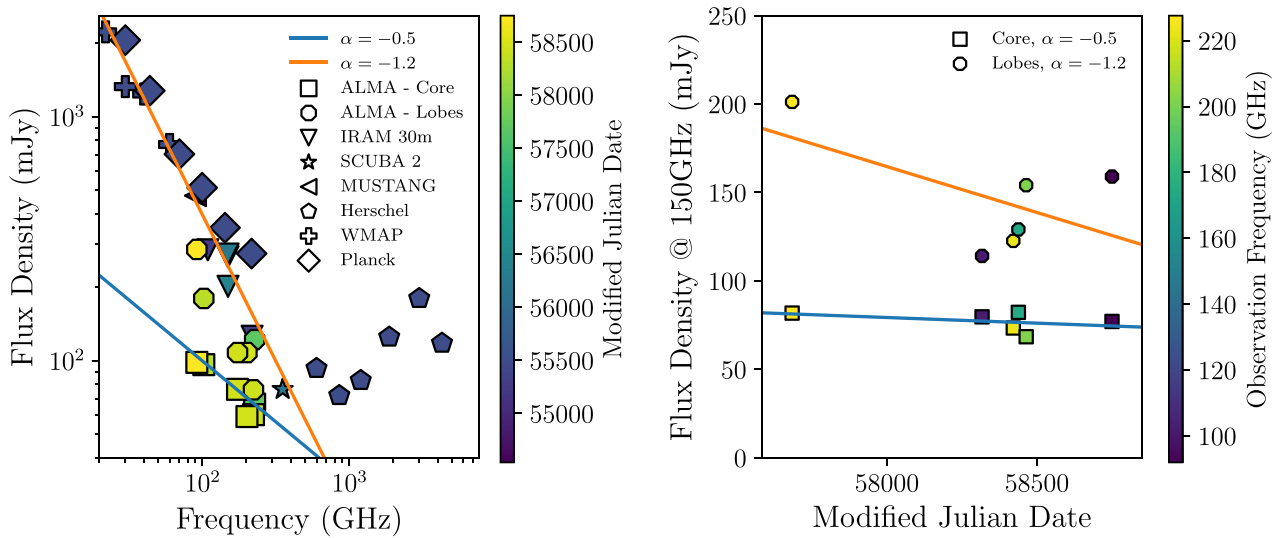 α = −0.5
α = −1.2
ALMA - Core
ALMA - Lobes
IRAM 30m
SCUBA 2
MUSTANG
Herschel
WMAP
Planck
10³
10²
Flux Density (mJy)
10² 10³
Frequency (GHz)
58500
58000
57500
57000
56500
56000
55500
55000
Modified Julian Date
Core, α = −0.5
Lobes, α = −1.2
250
200
150
100
50
0
Flux Density @ 150GHz (mJy)
58000 58500
Modified Julian Date
220
200
180
160
140
120
100
Observation Frequency (GHz)